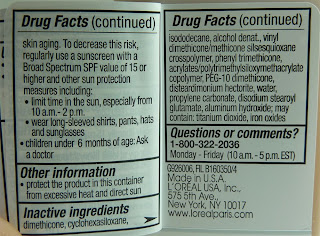 Drug Facts (continued)
skin aging. To decrease this risk,
regularly use a sunscreen with a
Broad Spectrum SPF value of 15 or
higher and other sun protection
measures including:
• limit time in the sun, especially from
10 a.m. - 2 p.m.
• wear long-sleeved shirts, pants, hats
and sunglasses
• children under 6 months of age: Ask
a doctor
Other information
• protect the product in this container
from excessive heat and direct sun
Inactive ingredients
dimethicone, cyclohexasiloxane,
Drug Facts (continued)
isododecane, alcohol denat., vinyl
dimethicone/methicone silsesquioxane
crosspolymer, phenyl trimethicone,
acrylates/polytrimethylsiloxymethacrylate
copolymer, PEG-10 dimethicone,
disteardimonium hectorite, water,
propylene carbonate, disodium stearoyl
glutamate, aluminum hydroxide; may
contain: titanium dioxide, iron oxides
Questions or comments?
1-800-322-2036
Monday - Friday (10 a.m. - 5 p.m. EST)
G926006, FIL B160350/4
Made in U.S.A.
L'ORÉAL USA, Inc.,
575 5th Ave.,
New York, NY 10017
www.lorealparis.com